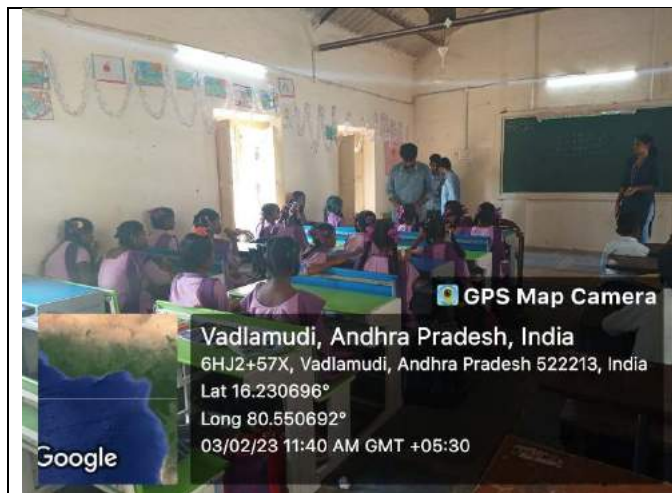 GPS Map Camera
Vadlamudi, Andhra Pradesh, India
6HJ2+57X, Vadlamudi, Andhra Pradesh 522213, India
Lat 16.230696°
Long 80.550692°
03/02/23 11:40 AM GMT +05:30
Google